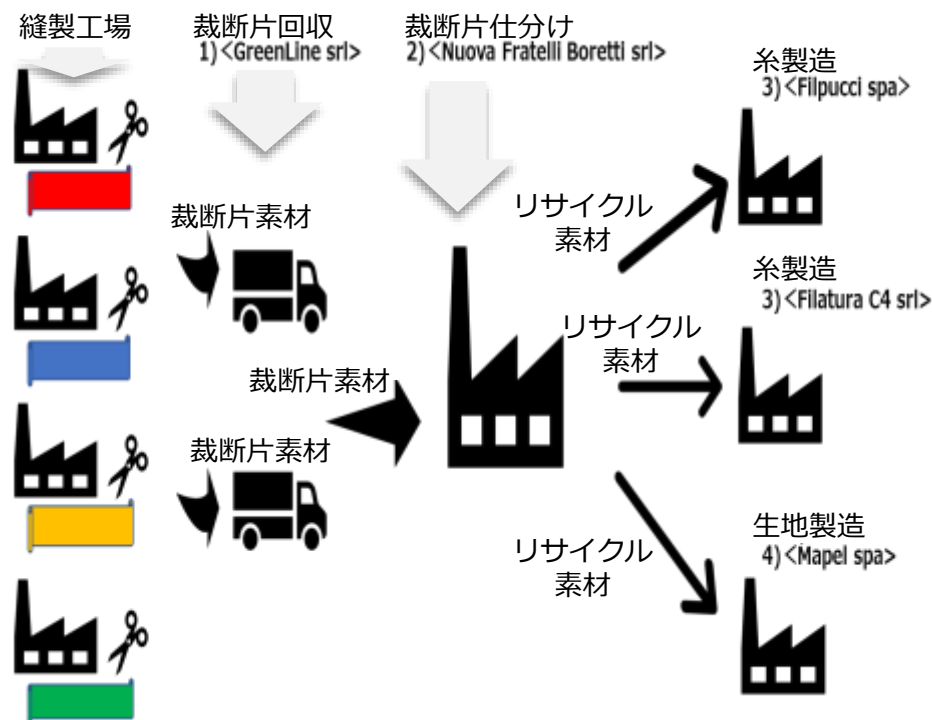 縫製工場
裁断片回収
1)<GreenLine srl>
裁断片仕分け
2)<Nuova Fratelli Boretti srl>
糸製造
3)<Filpucci spa>
裁断片素材
リサイクル
素材
糸製造
3)<Filatura C4 srl>
リサイクル
素材
裁断片素材
裁断片素材
リサイクル
素材
生地製造
4)<Mapel spa>